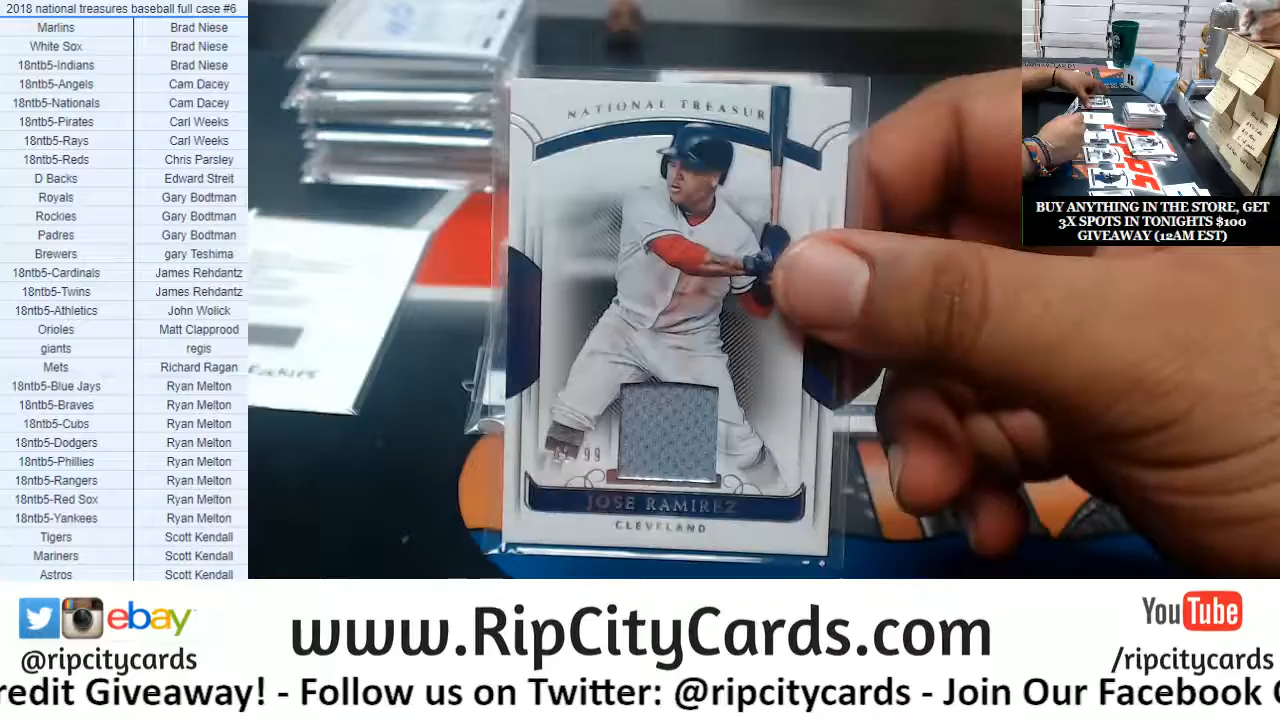 2018 national treasures baseball full case #6
Marlins Brad Niese
White Sox Brad Niese
18ntb5-Indians Brad Niese
18ntb5-Angels Cam Dacey
18ntb5-Nationals Cam Dacey
18ntb5-Pirates Carl Weeks
18ntb5-Rays Carl Weeks
18ntb5-Reds Chris Parsley
D Backs Edward Streit
Royals Gary Bodtman
Rockies Gary Bodtman
Padres Gary Bodtman
Brewers gary Teshima
18ntb5-Cardinals James Rehdantz
18ntb5-Twins James Rehdantz
18ntb5-Athletics John Wolick
Orioles Matt Clapprood
giants regis
Mets Richard Ragan
18ntb5-Blue Jays Ryan Melton
18ntb5-Braves Ryan Melton
18ntb5-Cubs Ryan Melton
18ntb5-Dodgers Ryan Melton
18ntb5-Phillies Ryan Melton
18ntb5-Rangers Ryan Melton
18ntb5-Red Sox Ryan Melton
18ntb5-Yankees Ryan Melton
Tigers Scott Kendall
Mariners Scott Kendall
Astros Scott Kendall
NATIONAL TREASUR
JOSE RAMIREZ
CLEVELAND
BUY ANYTHING IN THE STORE, GET
3X SPOTS IN TONIGHTS $100
GIVEAWAY (12AM EST)
ebay
@ripcitycards
www.RipCityCards.com
YouTube
/ripcitycards
redit Giveaway! - Follow us on Twitter: @ripcitycards - Join Our Facebook